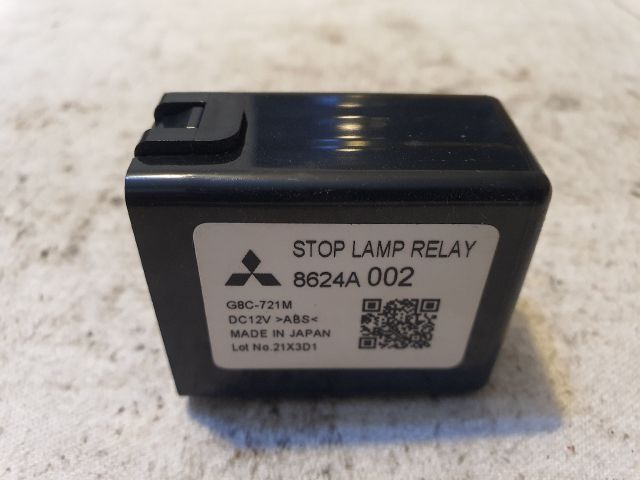 STOP LAMP RELAY
8624A 002
G8C-721M
DC12V >ABS<
MADE IN JAPAN
Lot No.21X3D1